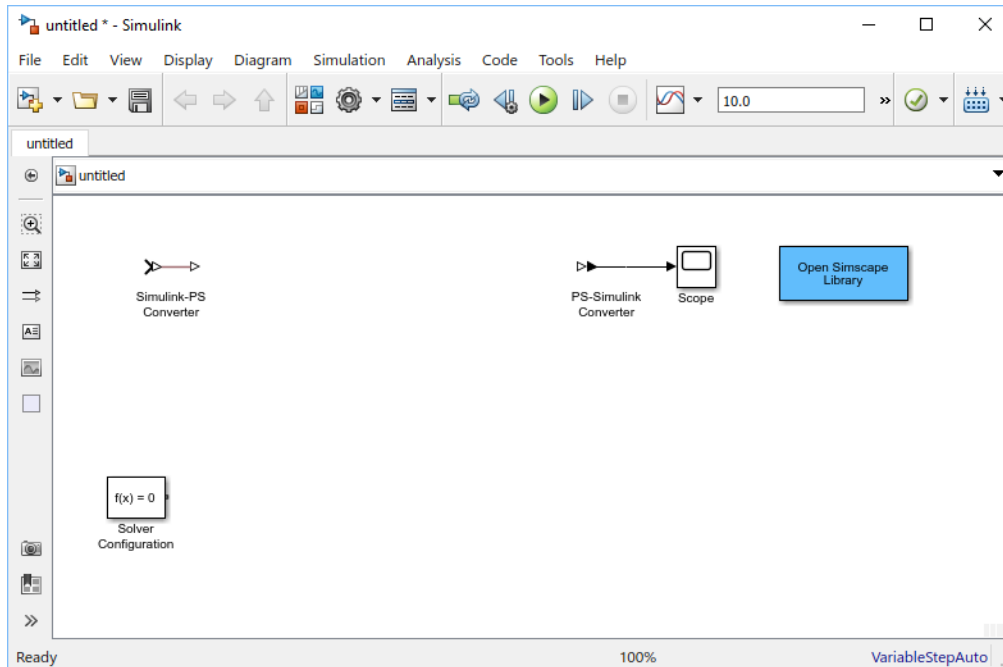 untitled * - Simulink
File Edit View Display Diagram Simulation Analysis Code Tools Help
10.0
»
untitled
untitled
Simulink-PS
Converter
PS-Simulink
Converter
Scope
Open Simscape
Library
f(x) = 0
Solver
Configuration
»
Ready 100% VariableStepAuto